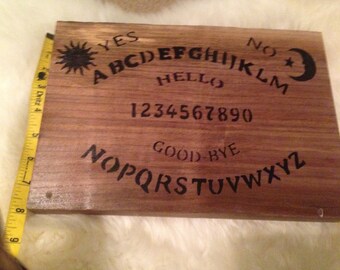 YES NO
ABCDEFGHIJKLM
HELLO
1234567890
GOOD-BYE
NOPQRSTUVWXYZ